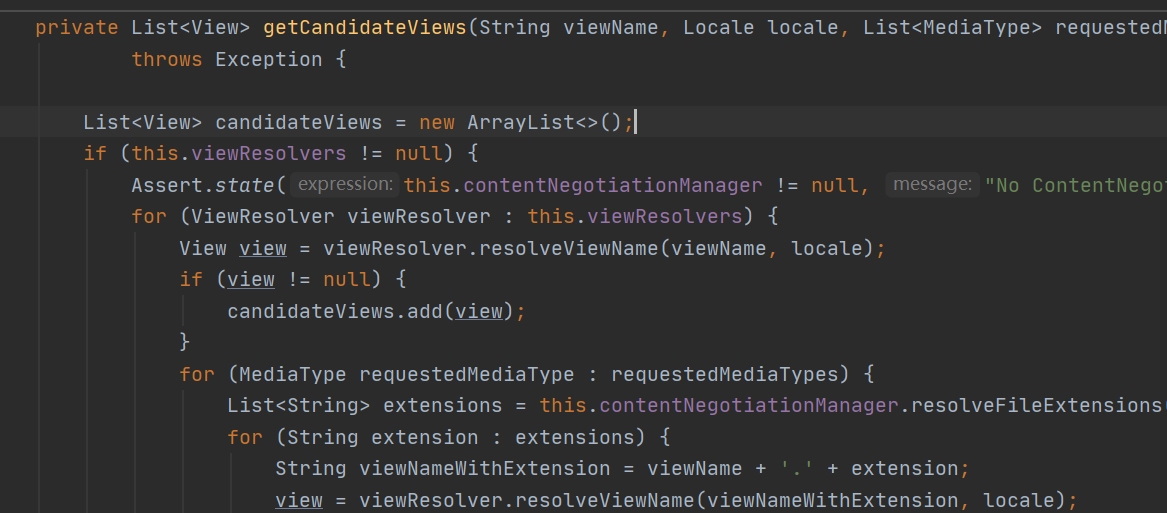 private List<View> getCandidateViews(String viewName, Locale locale, List<MediaType>
throws Exception {
List<View> candidateViews = new ArrayList<>();
if (this.viewResolvers != null) {
Assert.state( expression: this.contentNegotiationManager != null, message: "No
for (ViewResolver viewResolver : this.viewResolvers) {
View view = viewResolver.resolveViewName(viewName, locale);
if (view != null) {
candidateViews.add(view);
}
for (MediaType requestedMediaType : requestedMediaTypes) {
List<String> extensions = this.contentNegotiationManager.resolveFileExtensions
for (String extension : extensions) {
String viewNameWithExtension = viewName + '.' + extension;
view = viewResolver.resolveViewName(viewNameWithExtension, locale);